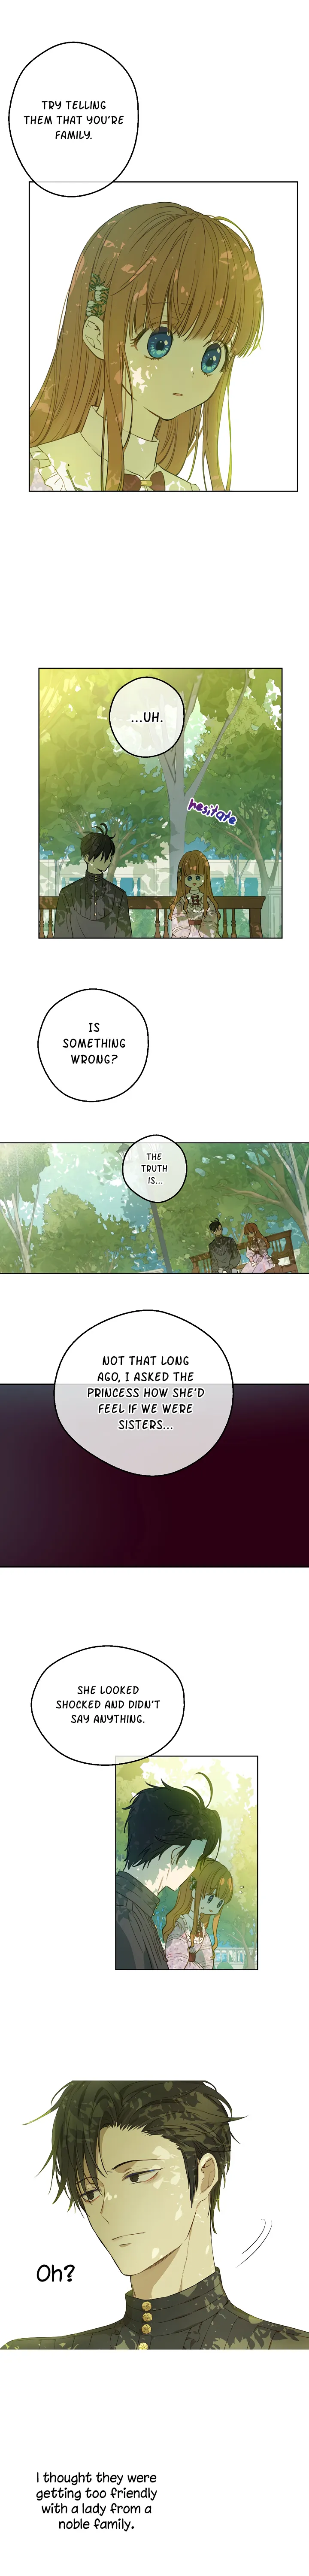 TRY TELLING
THEM THAT YOU'RE
FAMILY.
...UH.
hesitate
IS
SOMETHING
WRONG?
THE
TRUTH
IS...
NOT THAT LONG
AGO, I ASKED THE
PRINCESS HOW SHE'D
FEEL IF WE WERE
SISTERS...
SHE LOOKED
SHOCKED AND DIDN'T
SAY ANYTHING.
Oh?
I thought they were
getting too friendly
with a lady from a
noble family.